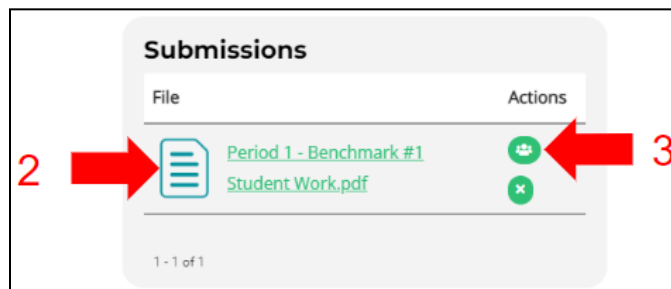 Submissions
File Actions
2 Period 1 - Benchmark #1 3
Student Work.pdf
1 - 1 of 1